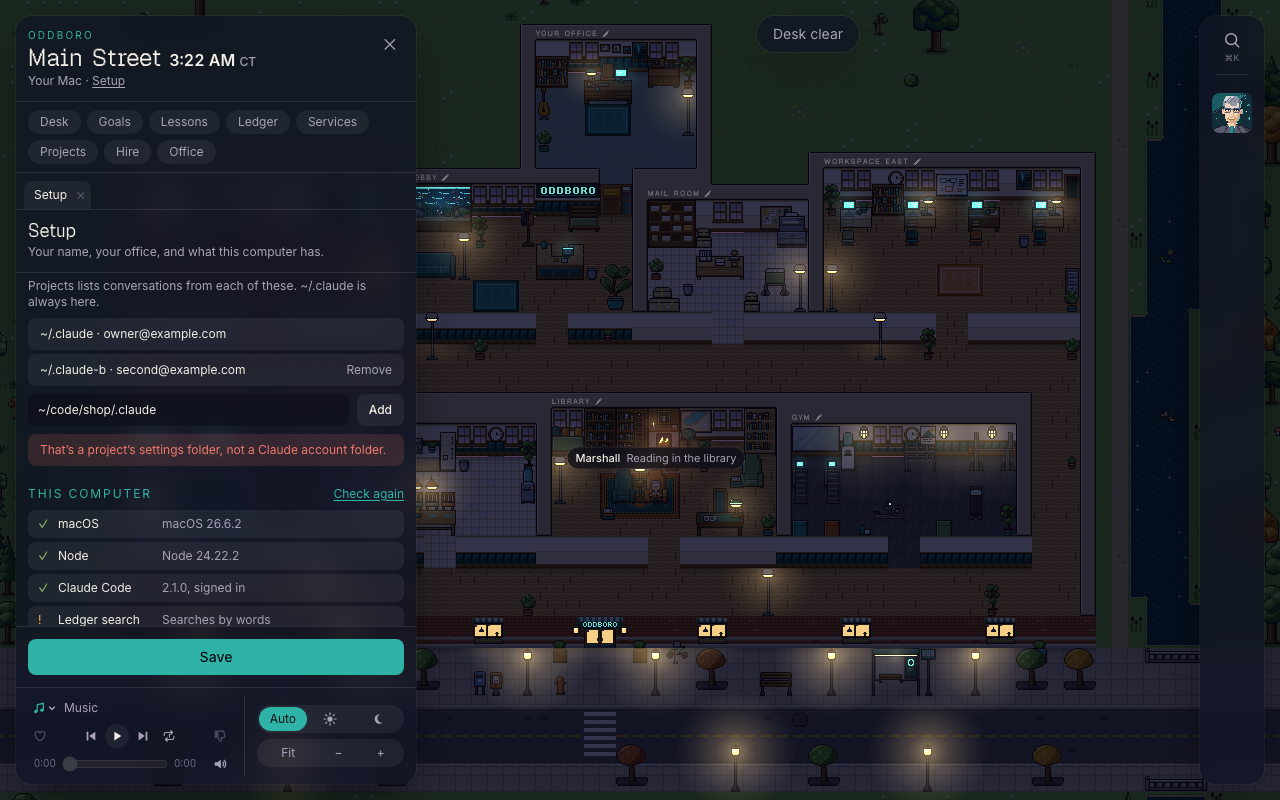 ODDBORO
Main Street 3:22 AM CT
Your Mac · Setup
Desk
Goals
Lessons
Ledger
Services
Projects
Hire
Office
Setup
Setup
Your name, your office, and what this computer has.
Projects lists conversations from each of these. ~/.claude is
always here.
~/.claude · owner@example.com
~/.claude-b · second@example.com Remove
~/code/shop/.claude Add
That's a project's settings folder, not a Claude account folder.
THIS COMPUTER Check again
macOS macOS 26.6.2
Node Node 24.22.2
Claude Code 2.1.0, signed in
! Ledger search Searches by words
Save
Music
0:00 0:00
Auto
Fit − +
YOUR OFFICE
Desk clear
⌘K
OBBY
ODDBORO
MAIL ROOM
WORKSPACE EAST
LIBRARY
GYM
Marshall Reading in the library
ODDBORO